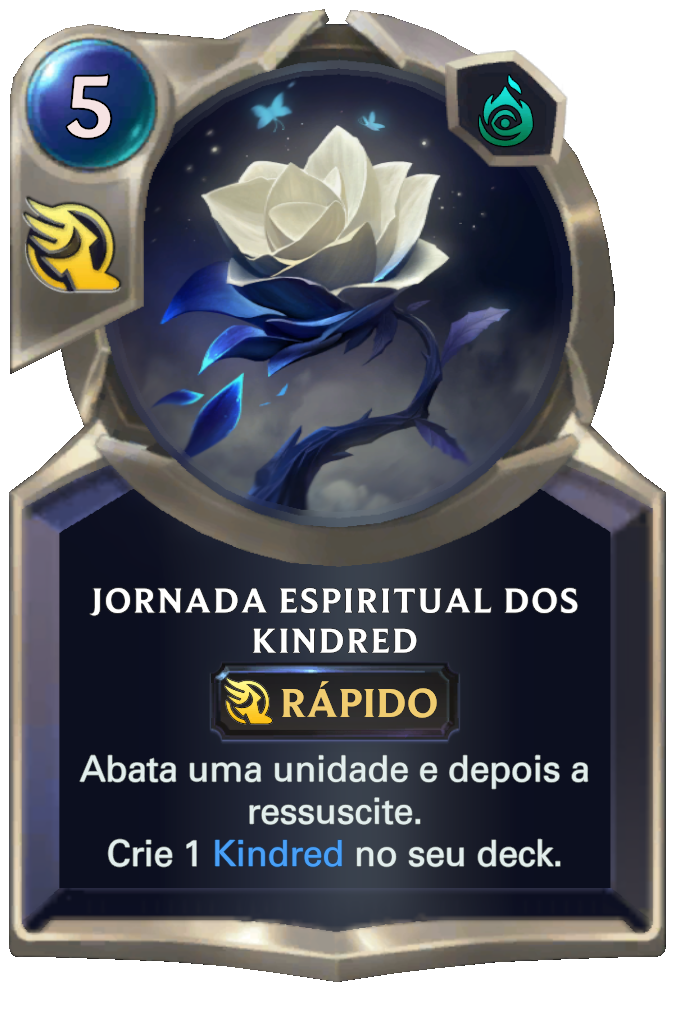 5
JORNADA ESPIRITUAL DOS
KINDRED
RÁPIDO
Abata uma unidade e depois a
ressuscite.
Crie 1 Kindred no seu deck.